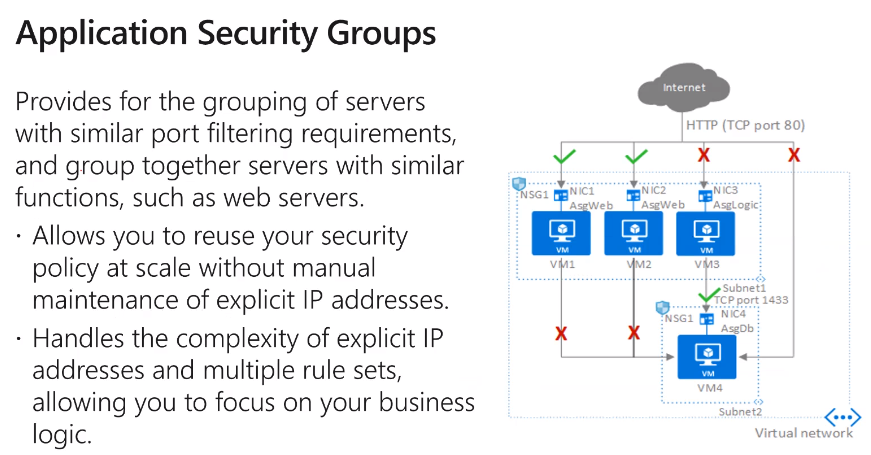 Application Security Groups
Provides for the grouping of servers
with similar port filtering requirements,
and group together servers with similar
functions, such as web servers.
· Allows you to reuse your security
policy at scale without manual
maintenance of explicit IP addresses.
· Handles the complexity of explicit IP
addresses and multiple rule sets,
allowing you to focus on your business
logic.
Internet
HTTP (TCP port 80)
NSG1
NIC1
AsgWeb
NIC2
AsgWeb
NIC3
AsgLogic
VM
VM
VM
VM1
VM2
VM3
Subnet1
TCP port 1433
NSG1
NIC4
AsgDb
VM
VM4
Subnet2
Virtual network